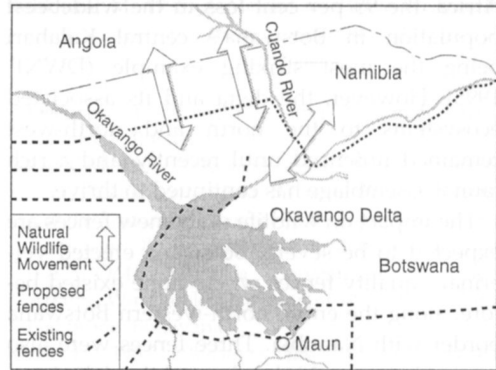 Angola
Cuando River
Namibia
Okavango River
Okavango Delta
Botswana
O Maun
Natural
Wildlife
Movement
Proposed
fences
Existing
fences